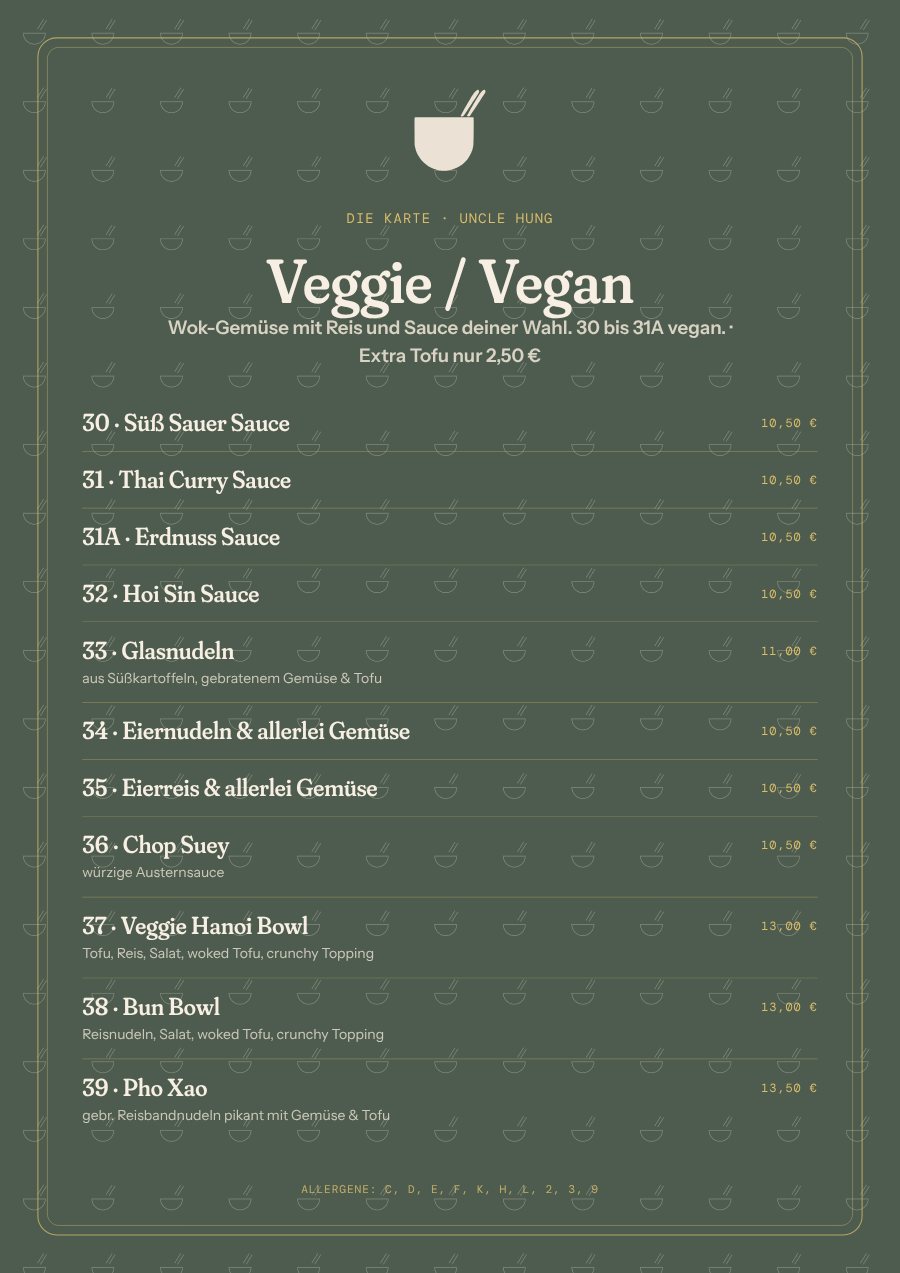 DIE KARTE · UNCLE HUNG
Veggie / Vegan
Wok-Gemüse mit Reis und Sauce deiner Wahl. 30 bis 31A vegan. ·
Extra Tofu nur 2,50 €
30 · Süß Sauer Sauce 10,50 €
31 · Thai Curry Sauce 10,50 €
31A · Erdnuss Sauce 10,50 €
32 · Hoi Sin Sauce 10,50 €
33 · Glasnudeln 11,00 €
aus Süßkartoffeln, gebratenem Gemüse & Tofu
34 · Eiernudeln & allerlei Gemüse 10,50 €
35 · Eierreis & allerlei Gemüse 10,50 €
36 · Chop Suey 10,50 €
würzige Austernsauce
37 · Veggie Hanoi Bowl 13,00 €
Tofu, Reis, Salat, woked Tofu, crunchy Topping
38 · Bun Bowl 13,00 €
Reisnudeln, Salat, woked Tofu, crunchy Topping
39 · Pho Xao 13,50 €
gebr. Reisbandnudeln pikant mit Gemüse & Tofu
ALLERGENE: C, D, E, F, K, H, L, 2, 3, 9